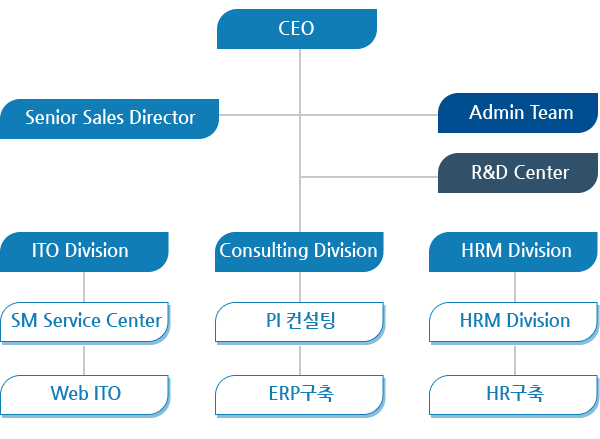 CEO
Senior Sales Director
Admin Team
R&D Center
ITO Division
Consulting Division
HRM Division
SM Service Center
PI 컨설팅
HRM Division
Web ITO
ERP구축
HR구축